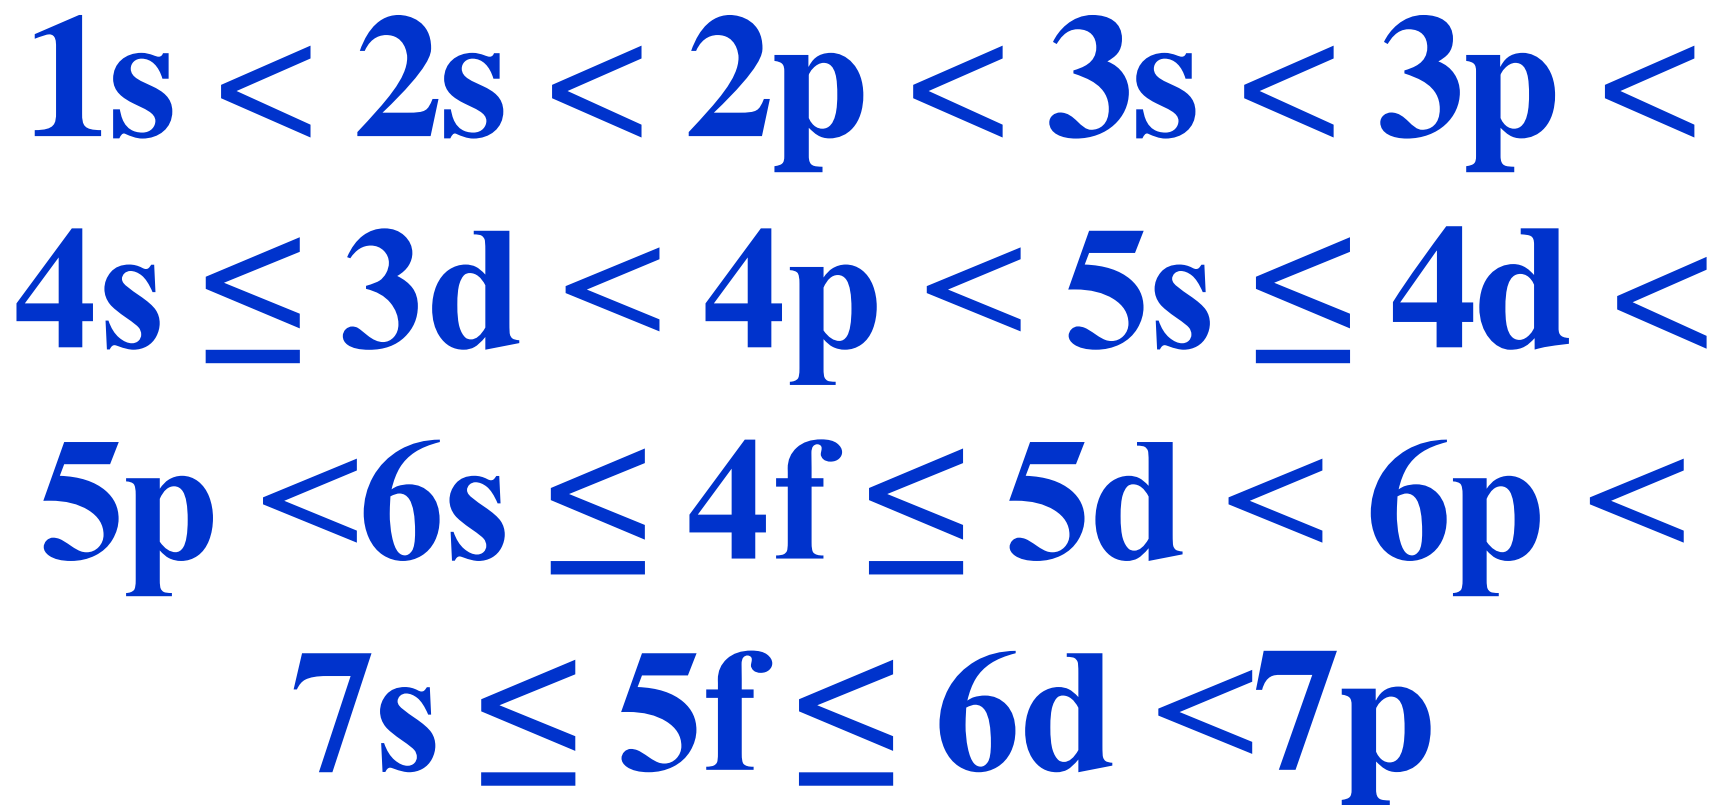 1s < 2s < 2p < 3s < 3p <
4s ≤ 3d < 4p < 5s ≤ 4d <
5p <6s ≤ 4f ≤ 5d < 6p <
7s ≤ 5f ≤ 6d <7p